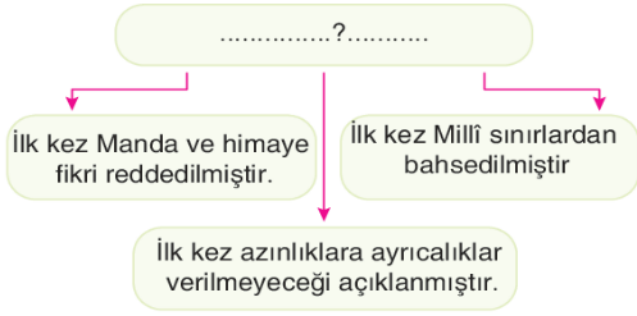 ..............?...........
İlk kez Manda ve himaye
fikri reddedilmiştir.
İlk kez Millî sınırlardan
bahsedilmiştir
İlk kez azınlıklara ayrıcalıklar
verilmeyeceği açıklanmıştır.